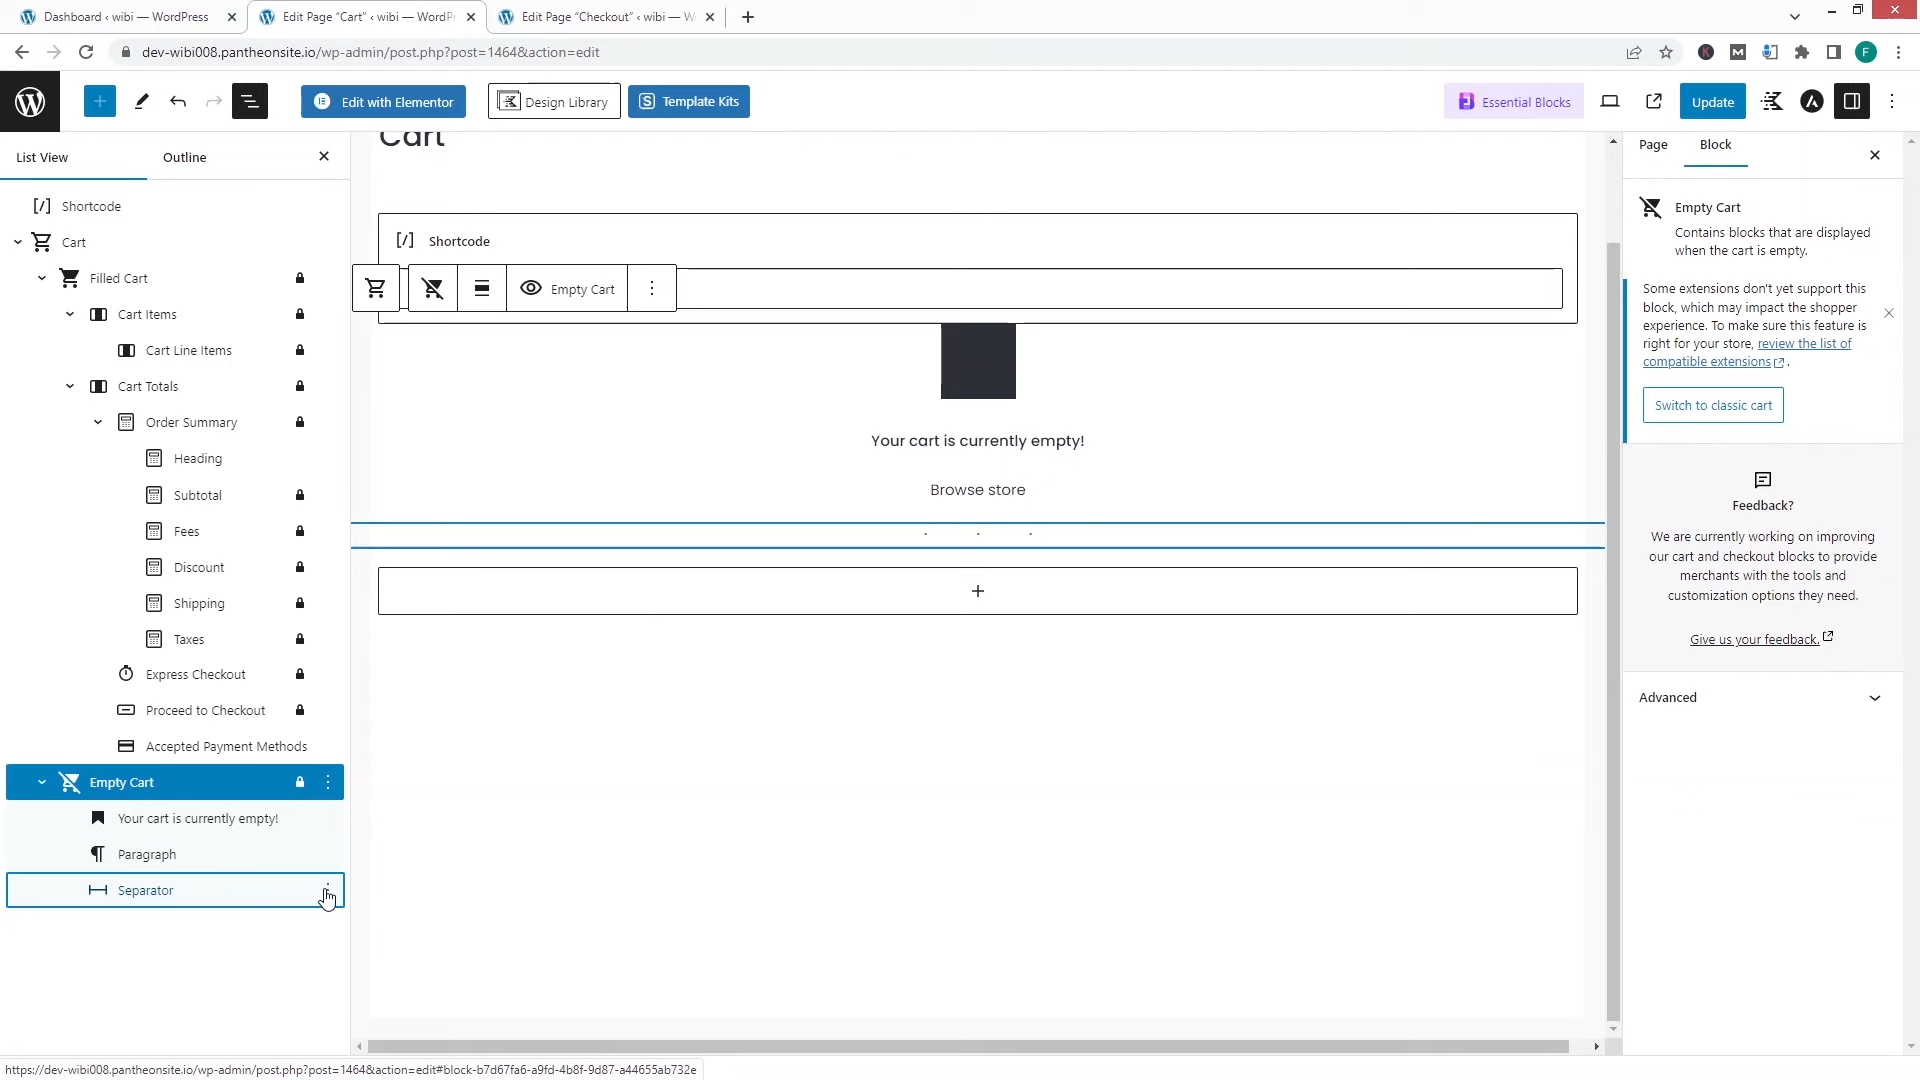 Dashboard ‹ wibi — WordPress
Edit Page “Cart” ‹ wibi — WordP
Edit Page “Checkout” ‹ wibi — W
dev-wibi008.pantheonsite.io/wp-admin/post.php?post=1464&action=edit
F
Edit with Elementor
Design Library
Template Kits
Essential Blocks
Update
List View
Outline
Cart
Page
Block
[/] Shortcode
Cart
Filled Cart
Cart Items
Cart Line Items
Cart Totals
Order Summary
Heading
Subtotal
Fees
Discount
Shipping
Taxes
Express Checkout
Proceed to Checkout
Accepted Payment Methods
Empty Cart
Your cart is currently empty!
Paragraph
Separator
[/] Shortcode
Empty Cart
Your cart is currently empty!
Browse store
Empty Cart
Contains blocks that are displayed
when the cart is empty.
Some extensions don't yet support this
block, which may impact the shopper
experience. To make sure this feature is
right for your store, review the list of
compatible extensions .
Switch to classic cart
Feedback?
We are currently working on improving
our cart and checkout blocks to provide
merchants with the tools and
customization options they need.
Give us your feedback.
Advanced
https://dev-wibi008.pantheonsite.io/wp-admin/post.php?post=1464&action=edit#block-b7d67fa6-a9fd-4b8f-9d87-a44655ab732e